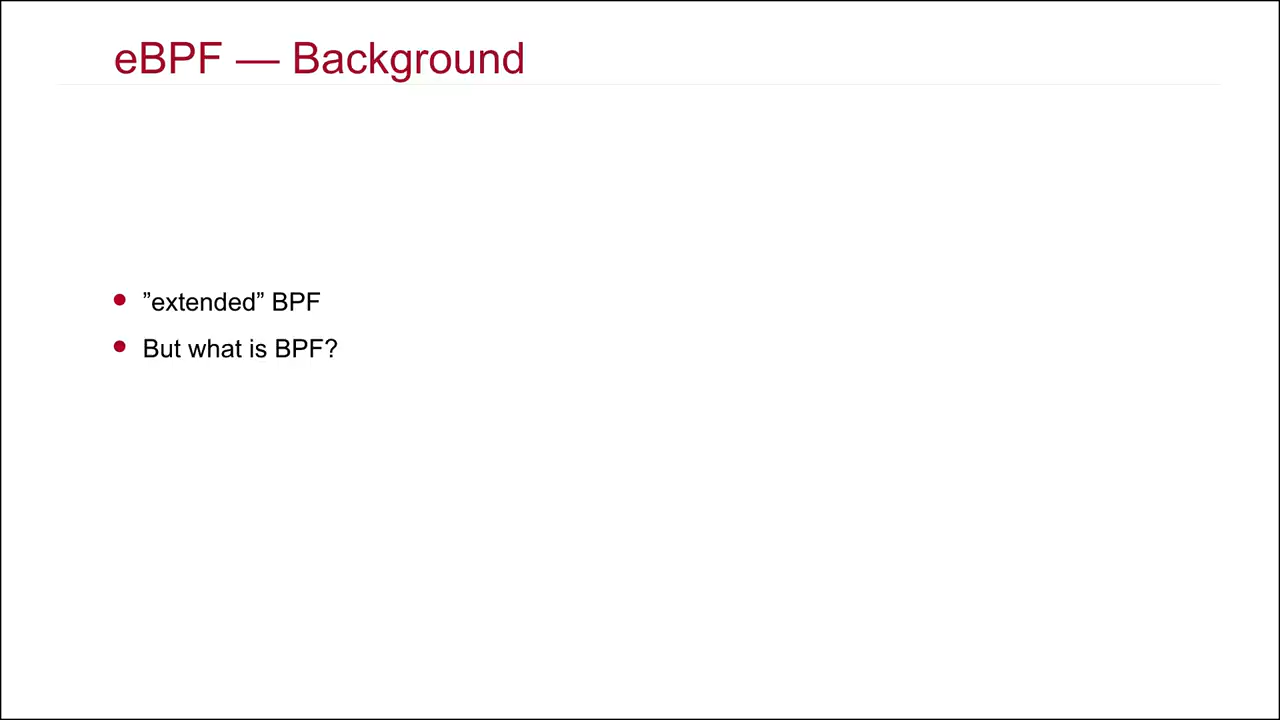 eBPF — Background
”extended” BPF
But what is BPF?